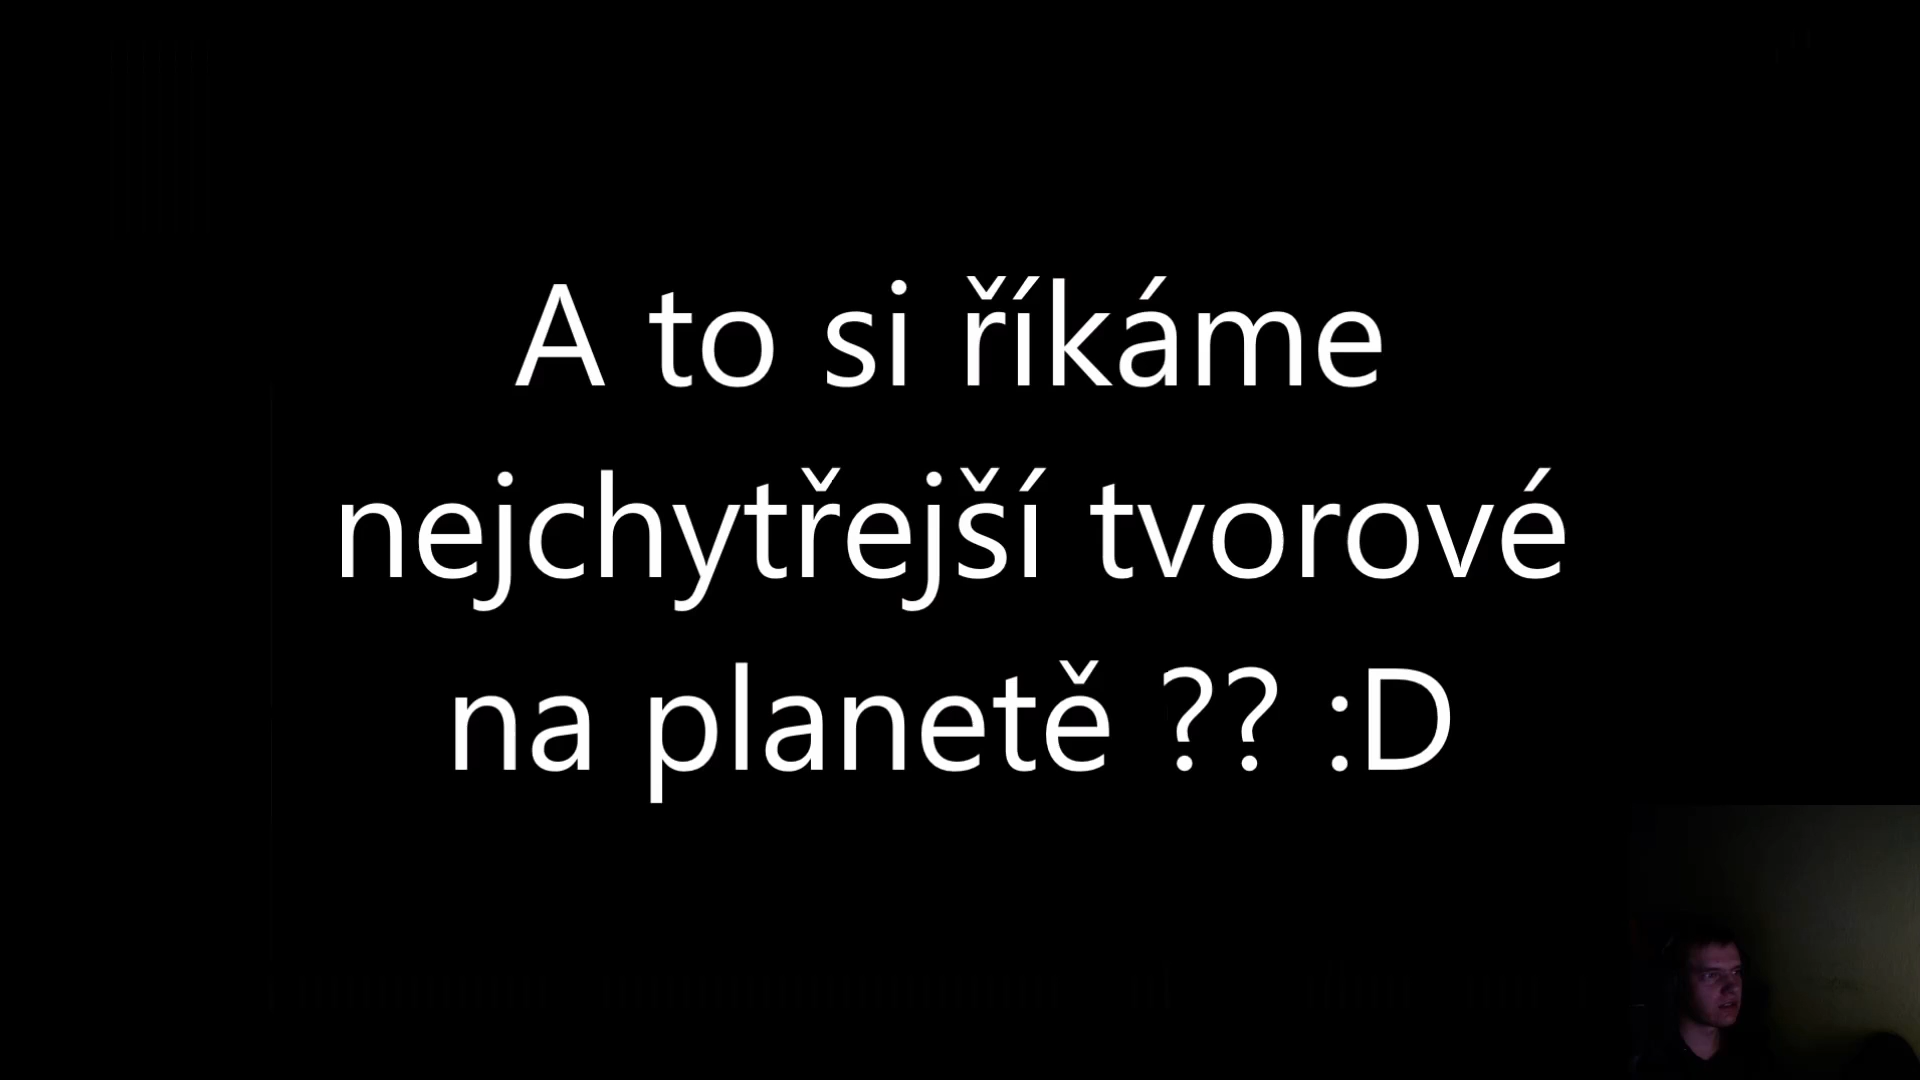 A to si říkáme
nejchytřejší tvorové
na planetě ?? :D